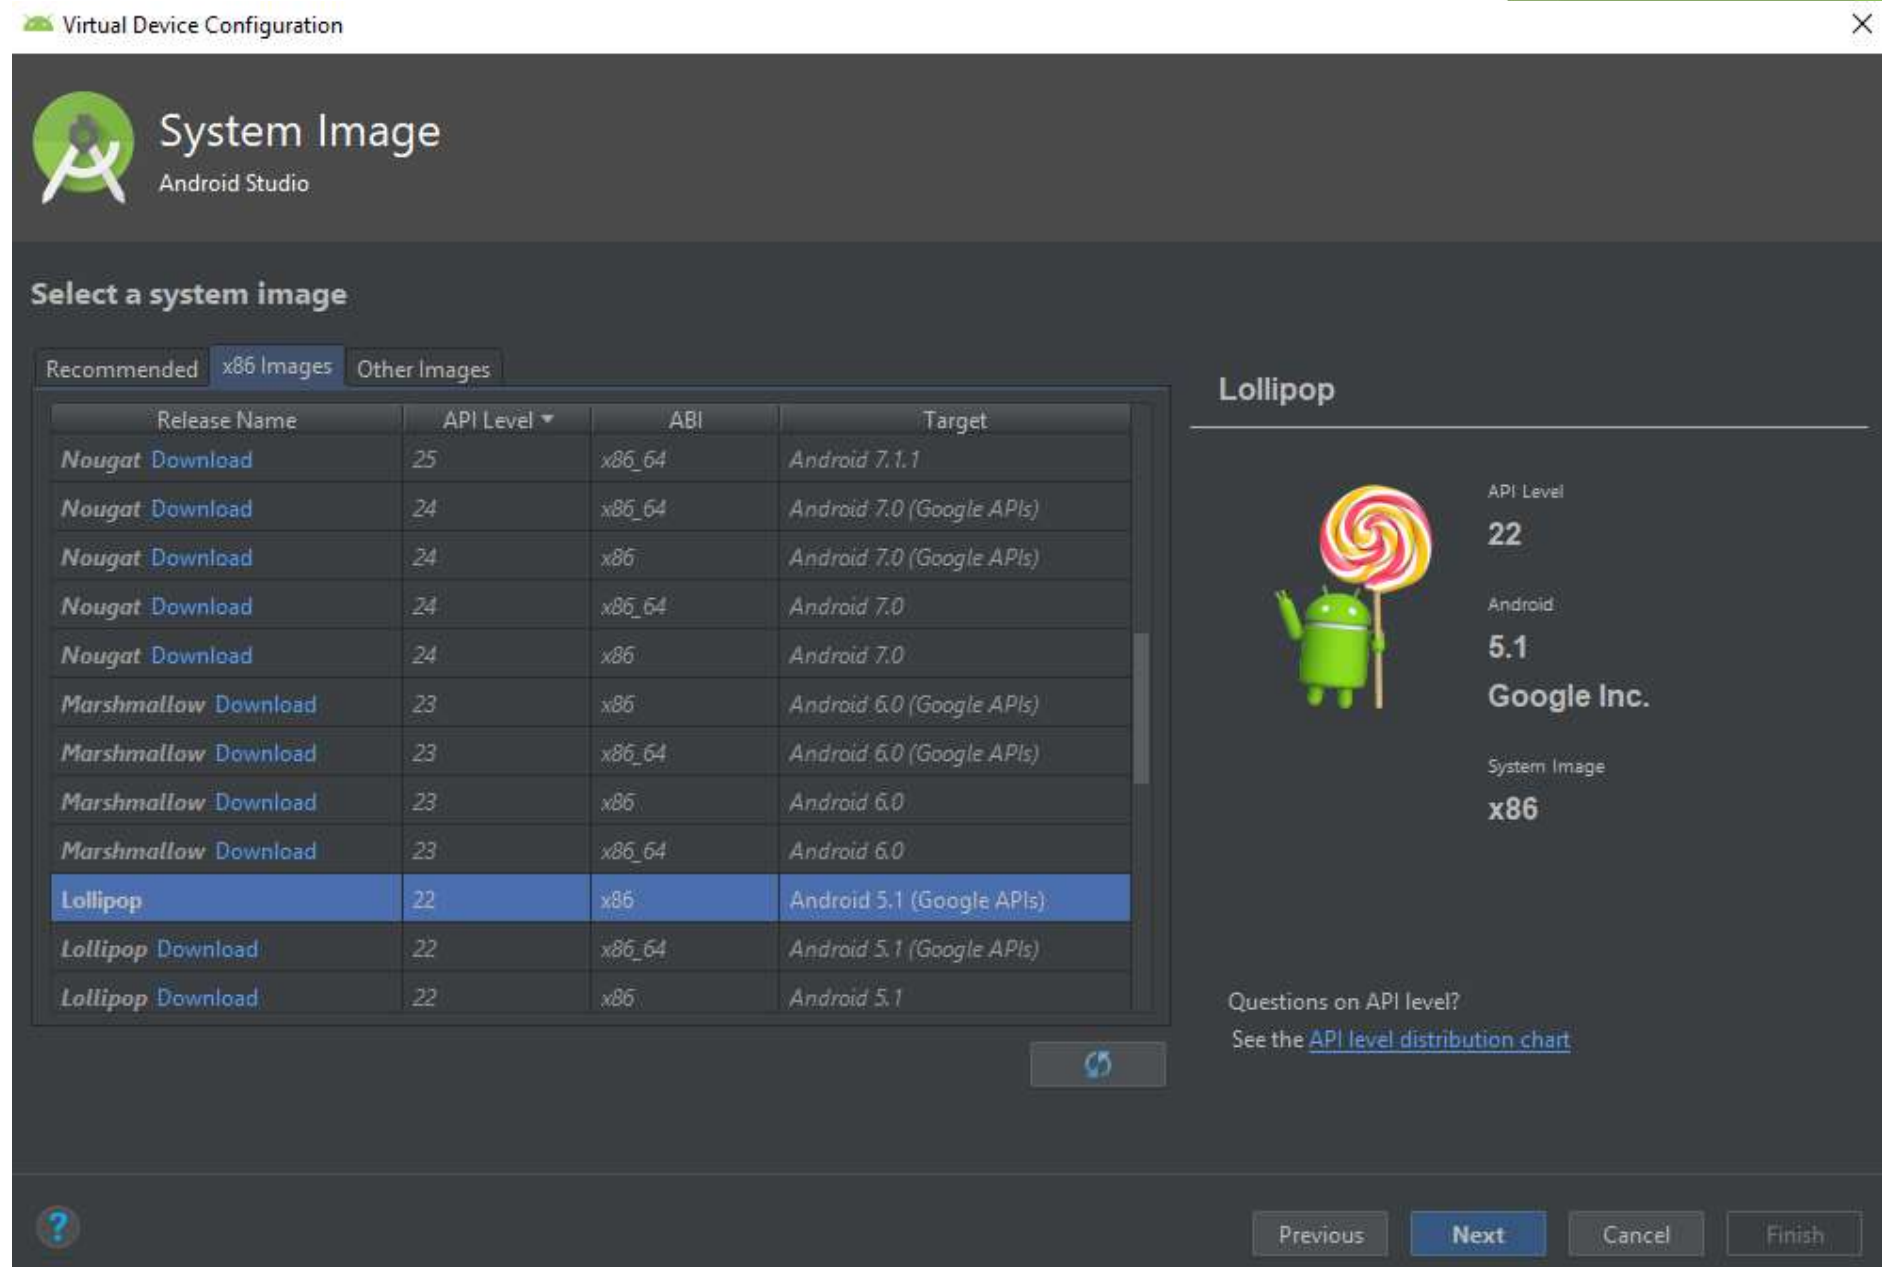 Virtual Device Configuration
System Image
Android Studio
Select a system image
Recommended x86 Images Other Images
Release Name API Level ABI Target
Nougat Download 25 x86_64 Android 7.1.1
Nougat Download 24 x86_64 Android 7.0 (Google APIs)
Nougat Download 24 x86 Android 7.0 (Google APIs)
Nougat Download 24 x86_64 Android 7.0
Nougat Download 24 x86 Android 7.0
Marshmallow Download 23 x86 Android 6.0 (Google APIs)
Marshmallow Download 23 x86_64 Android 6.0 (Google APIs)
Marshmallow Download 23 x86 Android 6.0
Marshmallow Download 23 x86_64 Android 6.0
Lollipop 22 x86 Android 5.1 (Google APIs)
Lollipop Download 22 x86_64 Android 5.1 (Google APIs)
Lollipop Download 22 x86 Android 5.1
Lollipop
API Level
22
Android
5.1
Google Inc.
System Image
x86
Questions on API level?
See the API level distribution chart
?
Previous Next Cancel Finish